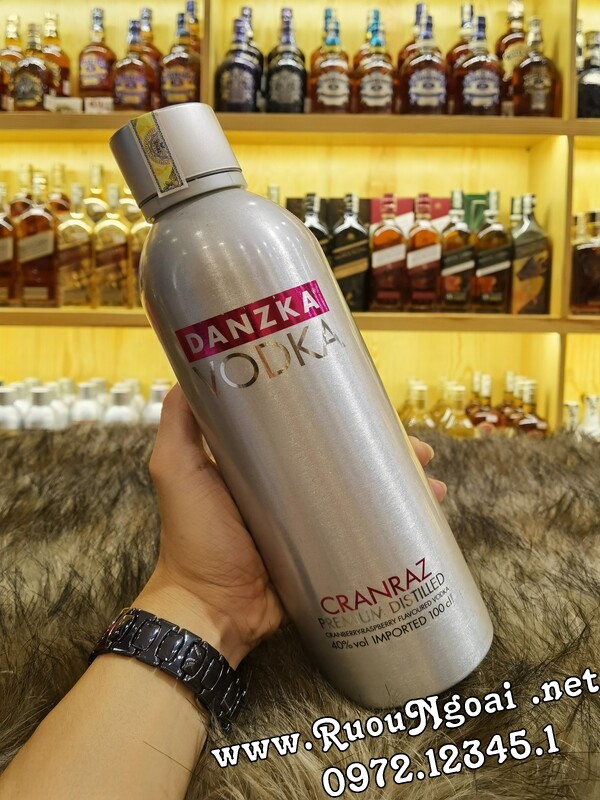 DANZKA
VODKA
CRANRAZ
PREMIUM DISTILLED
CRANBERRY-RASPBERRY FLAVOURED VODKA
40% vol IMPORTED 100 cl
www.RuouNgoai .net
0972.12345.1